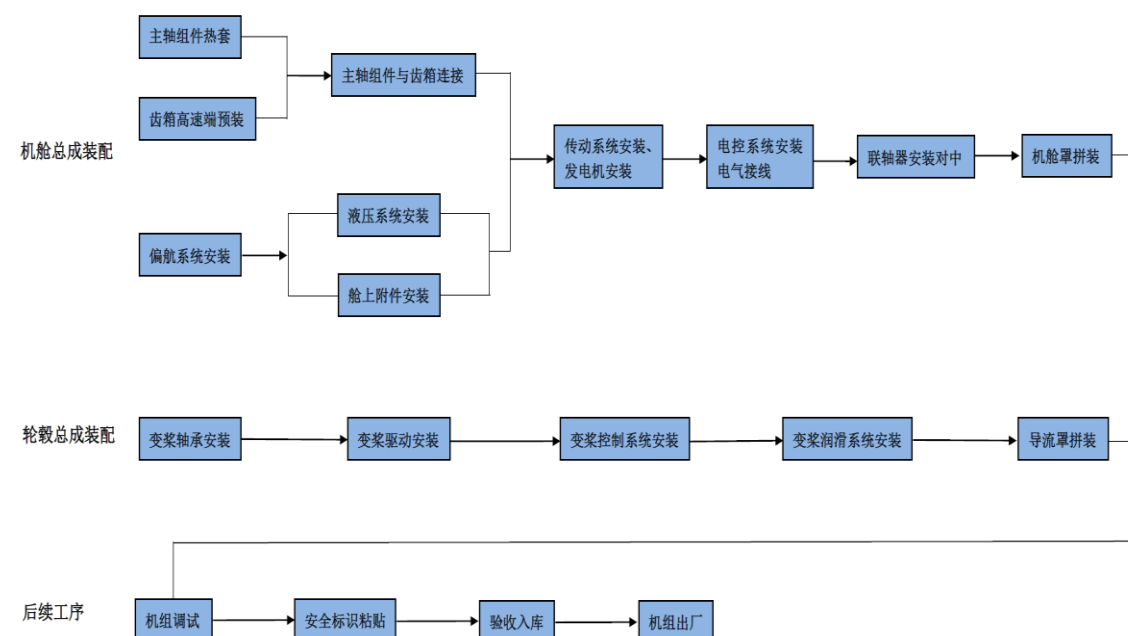 主轴组件热套
主轴组件与齿箱连接
齿箱高速端预装
机舱总成装配
传动系统安装、
发电机安装
电控系统安装
电气接线
联轴器安装对中
机舱罩拼装
液压系统安装
偏航系统安装
舱上附件安装
轮毂总成装配
变桨轴承安装
变桨驱动安装
变桨控制系统安装
变桨润滑系统安装
导流罩拼装
后续工序
机组调试
安全标识粘贴
验收入库
机组出厂